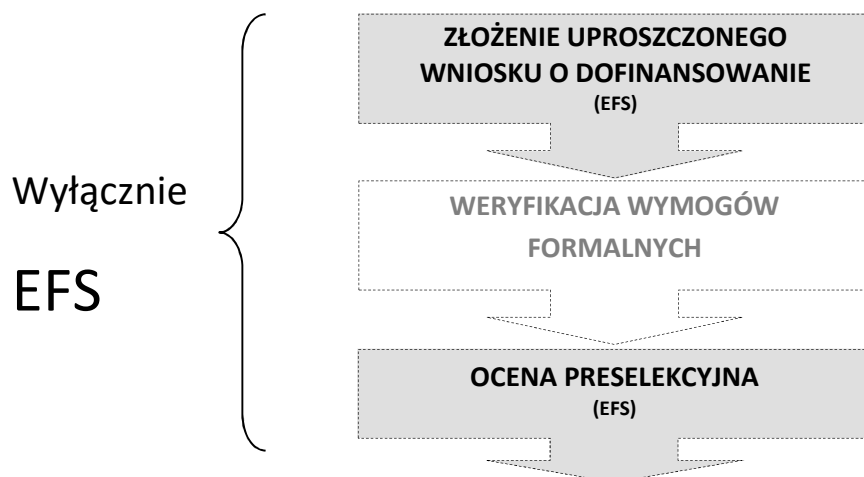 ZŁOŻENIE UPROSZCZONEGO
WNIOSKU O DOFINANSOWANIE
(EFS)
Wyłącznie
EFS
WERYFIKACJA WYMOGÓW
FORMALNYCH
OCENA PRESELEKCYJNA
(EFS)